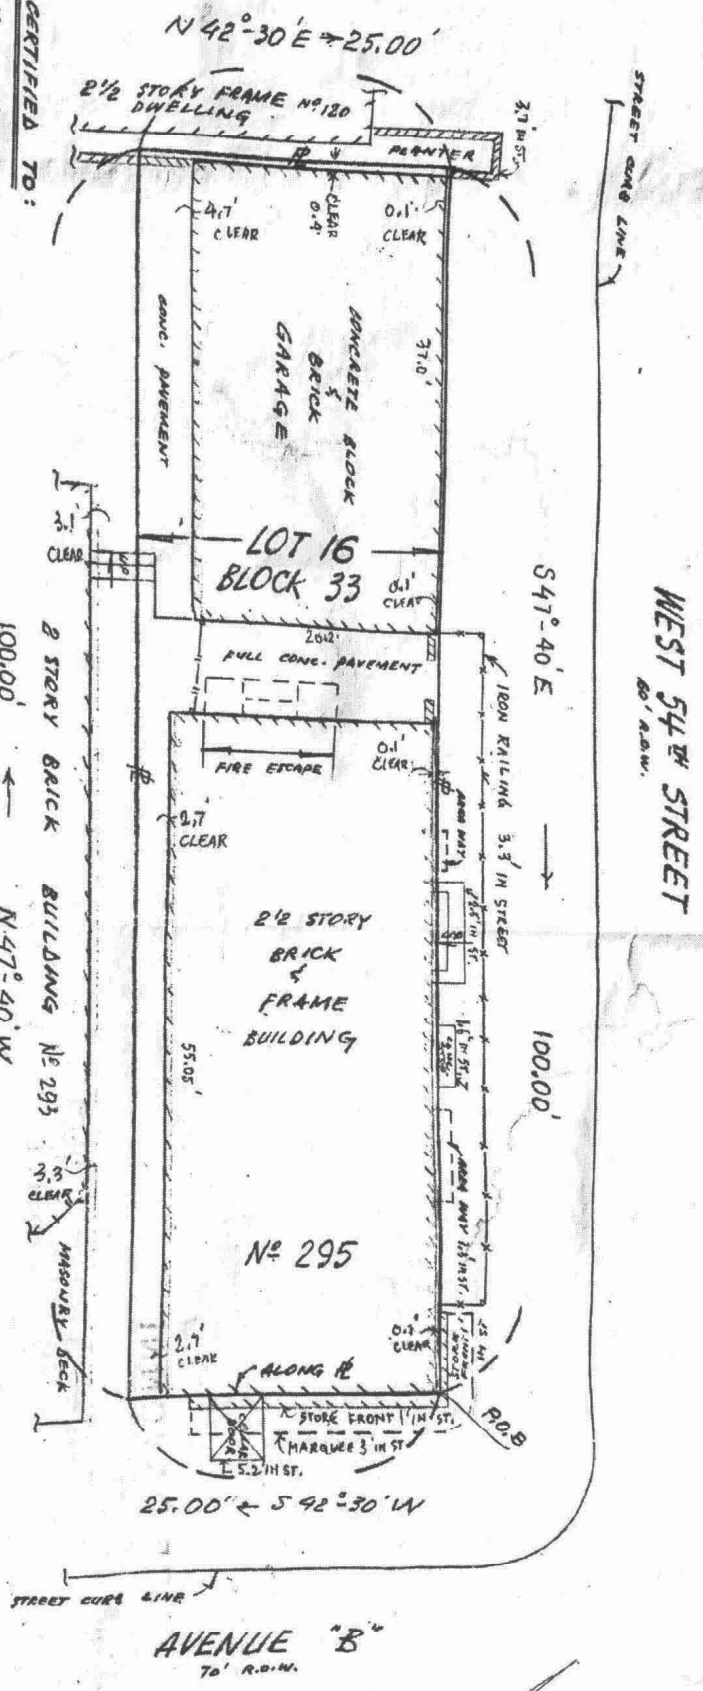 N 42°-30' E → 25.00'
CERTIFIED TO:
2 1/2 STORY FRAME Nº 120
DWELLING
PLANTER
3.7' IN ST.
STREET CURB LINE
4.7'
CLEAR
CLEAR
0.4'
0.1'
CLEAR
37.0'
CONC. PAVEMENT
CONCRETE BLOCK
&
BRICK
GARAGE
LOT 16
BLOCK 33
3.1'
CLEAR
0.1'
CLEAR
20.2'
FULL CONC. PAVEMENT
FIRE ESCAPE
0.1'
CLEAR
S 47°-40' E
100.00'
WEST 54TH STREET
60' R.O.W.
IRON RAILING 3.3' IN STREET
2.7'
CLEAR
2 1/2 STORY
BRICK
&
FRAME
BUILDING
55.05'
Nº 295
2 STORY BRICK BUILDING Nº 293
100.00' ← N 47°-40' W
3.3'
CLEAR
MASONRY DECK
2.7'
CLEAR
CLEAR
ALONG PL
STORE FRONT 1' IN ST.
MARQUEE 3' IN ST.
5.2' IN ST.
P.O.B
25.00' ← S 42°-30' W
STREET CURB LINE
AVENUE "B"
70' R.O.W.